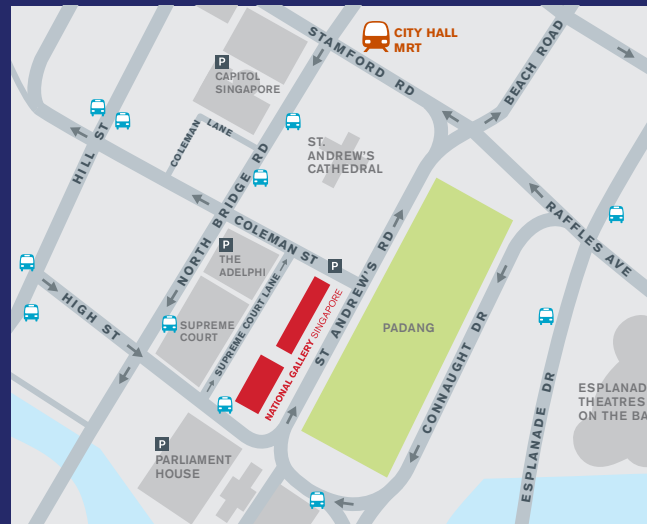 CITY HALL
MRT
STAMFORD RD
BEACH ROAD
P
CAPITOL
SINGAPORE
COLEMAN
LANE
HILL ST
ST.
ANDREW'S
CATHEDRAL
NORTH BRIDGE RD
COLEMAN ST
RAFFLES AVE
P
THE
ADELPHI
P
SUPREME COURT LANE
ST ANDREW'S RD
HIGH ST
SUPREME
COURT
NATIONAL GALLERY SINGAPORE
PADANG
CONNAUGHT DR
ESPLANADE DR
ESPLANAD
THEATRES
ON THE BA
P
PARLIAMENT
HOUSE